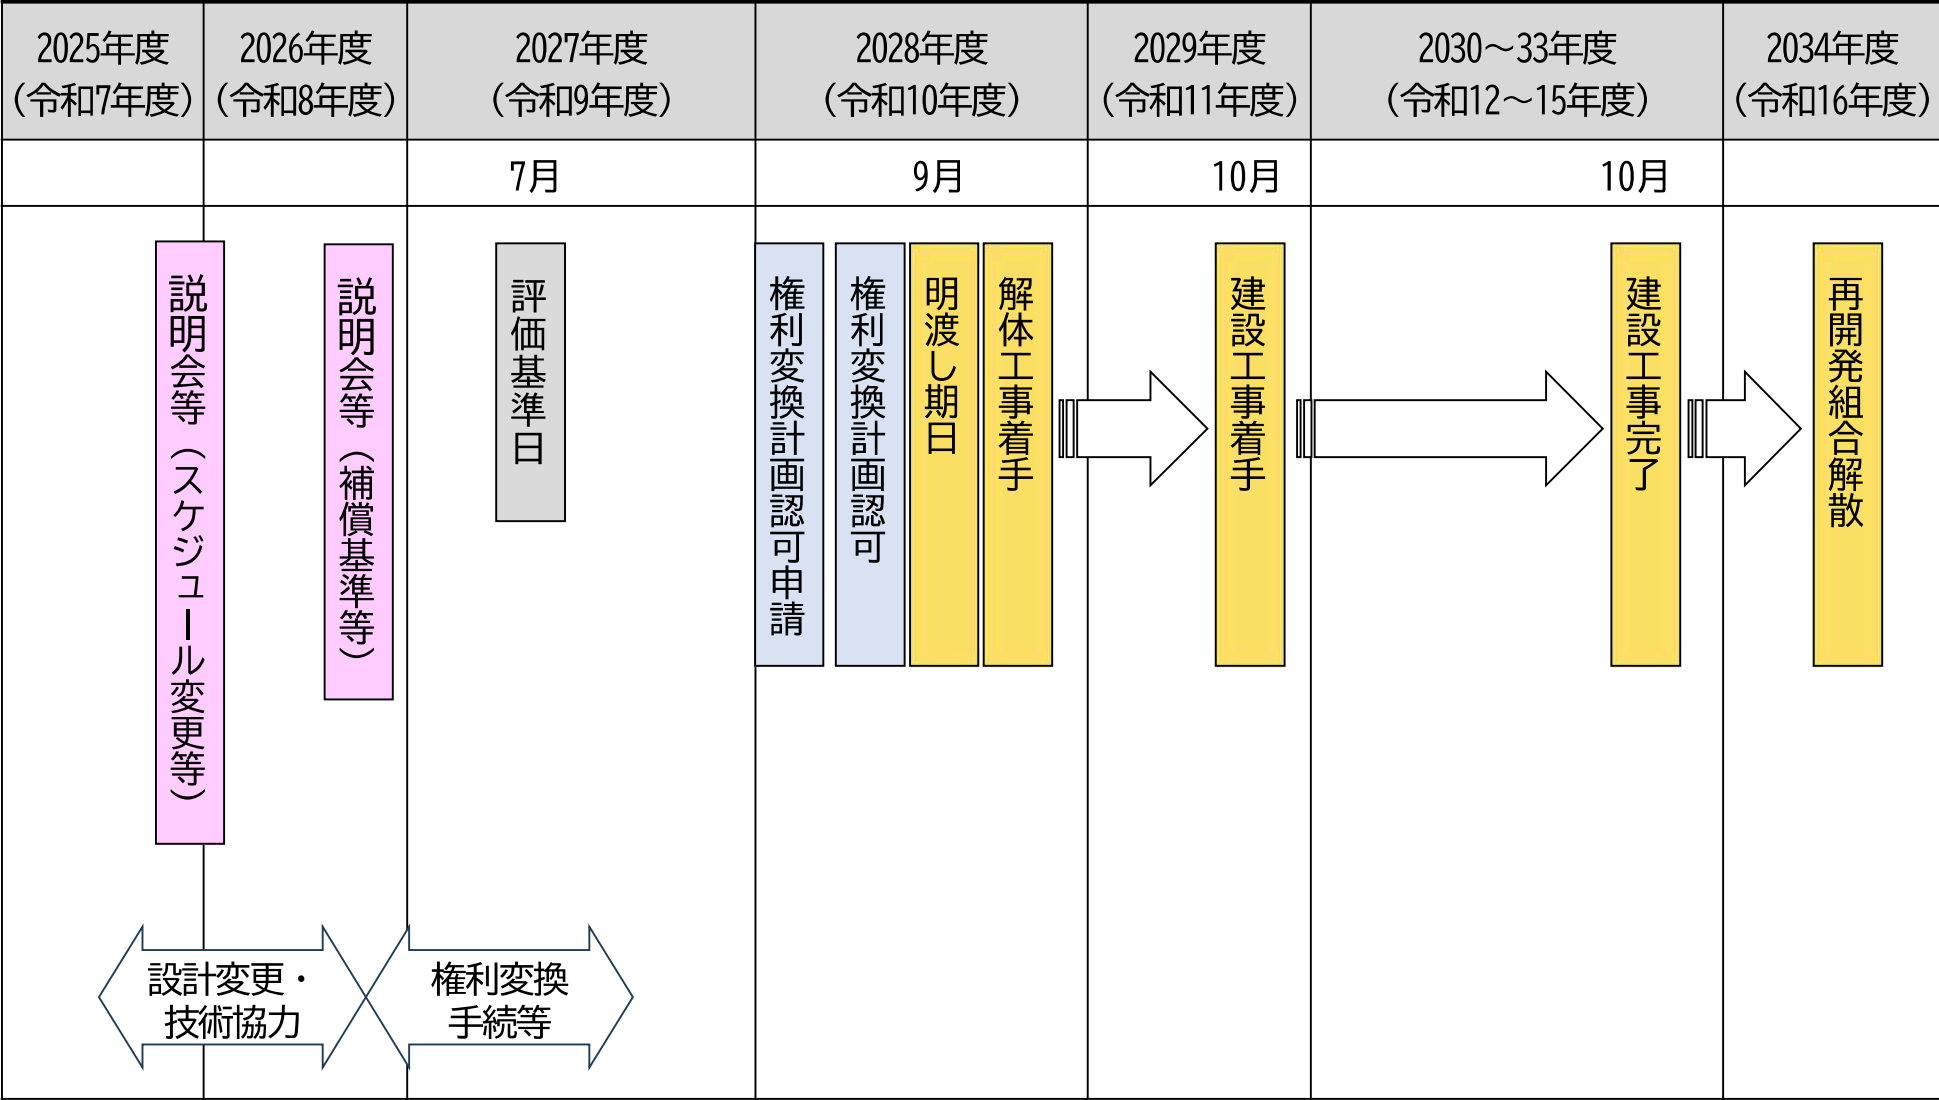 2025年度
（令和7年度）
2026年度
（令和8年度）
2027年度
（令和9年度）
2028年度
（令和10年度）
2029年度
（令和11年度）
2030～33年度
（令和12～15年度）
2034年度
（令和16年度）
7月
9月
10月
10月
説明会等（スケジュール変更等）
説明会等（補償基準等）
評価基準日
権利変換計画認可申請
権利変換計画認可
明渡し期日
解体工事着手
建設工事着手
建設工事完了
再開発組合解散
設計変更・
技術協力
権利変換
手続等